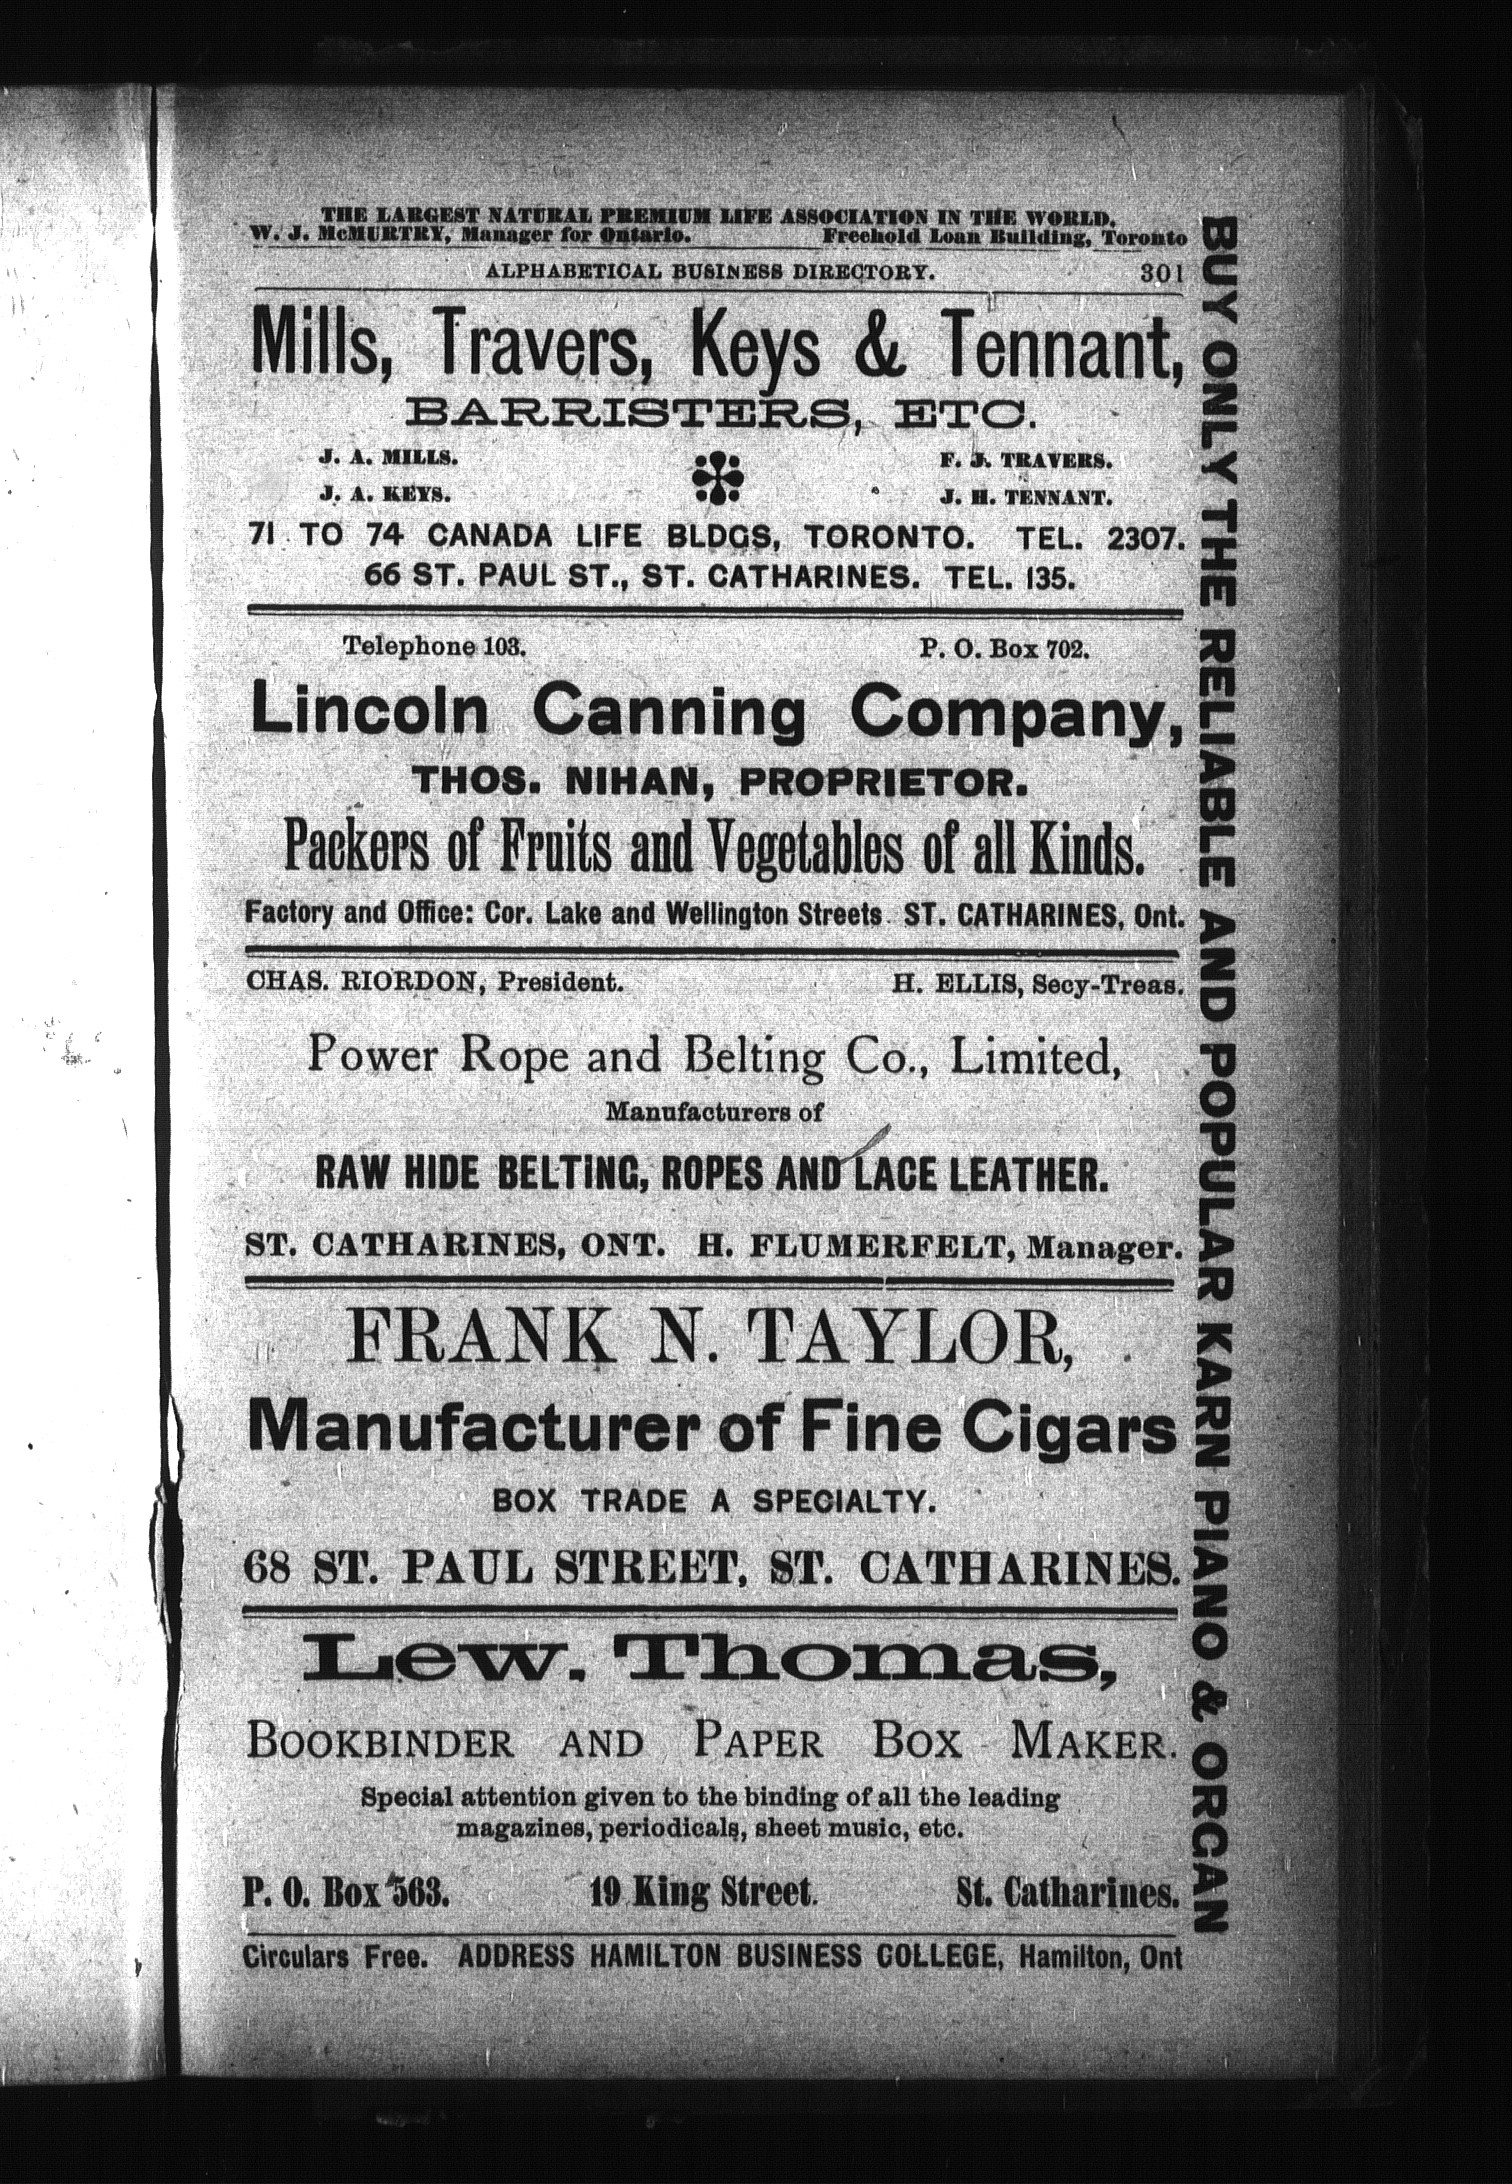 THE LARGEST NATURAL PREMIUM LIFE ASSOCIATION IN THE WORLD.
W. J. McMURTRY, Manager for Ontario. Freehold Loan Building, Toronto
ALPHABETICAL BUSINESS DIRECTORY. 301
Mills, Travers, Keys & Tennant,
BARRISTERS, ETC.
J. A. MILLS. F. J. TRAVERS.
J. A. KEYS. J. H. TENNANT.
71 TO 74 CANADA LIFE BLDGS, TORONTO. TEL. 2307.
66 ST. PAUL ST., ST. CATHARINES. TEL. 135.
Telephone 103. P. O. Box 702.
Lincoln Canning Company,
THOS. NIHAN, PROPRIETOR.
Packers of Fruits and Vegetables of all Kinds.
Factory and Office: Cor. Lake and Wellington Streets. ST. CATHARINES, Ont.
CHAS. RIORDON, President. H. ELLIS, Secy-Treas.
Power Rope and Belting Co., Limited,
Manufacturers of
RAW HIDE BELTING, ROPES AND LACE LEATHER.
ST. CATHARINES, ONT. H. FLUMERFELT, Manager.
FRANK N. TAYLOR,
Manufacturer of Fine Cigars
BOX TRADE A SPECIALTY.
68 ST. PAUL STREET, ST. CATHARINES.
Lew. Thomas,
BOOKBINDER AND PAPER BOX MAKER.
Special attention given to the binding of all the leading
magazines, periodicals, sheet music, etc.
P. O. Box 563. 19 King Street. St. Catharines.
Circulars Free. ADDRESS HAMILTON BUSINESS COLLEGE, Hamilton, Ont
BUY ONLY THE RELIABLE AND POPULAR KARN PIANO & ORGAN